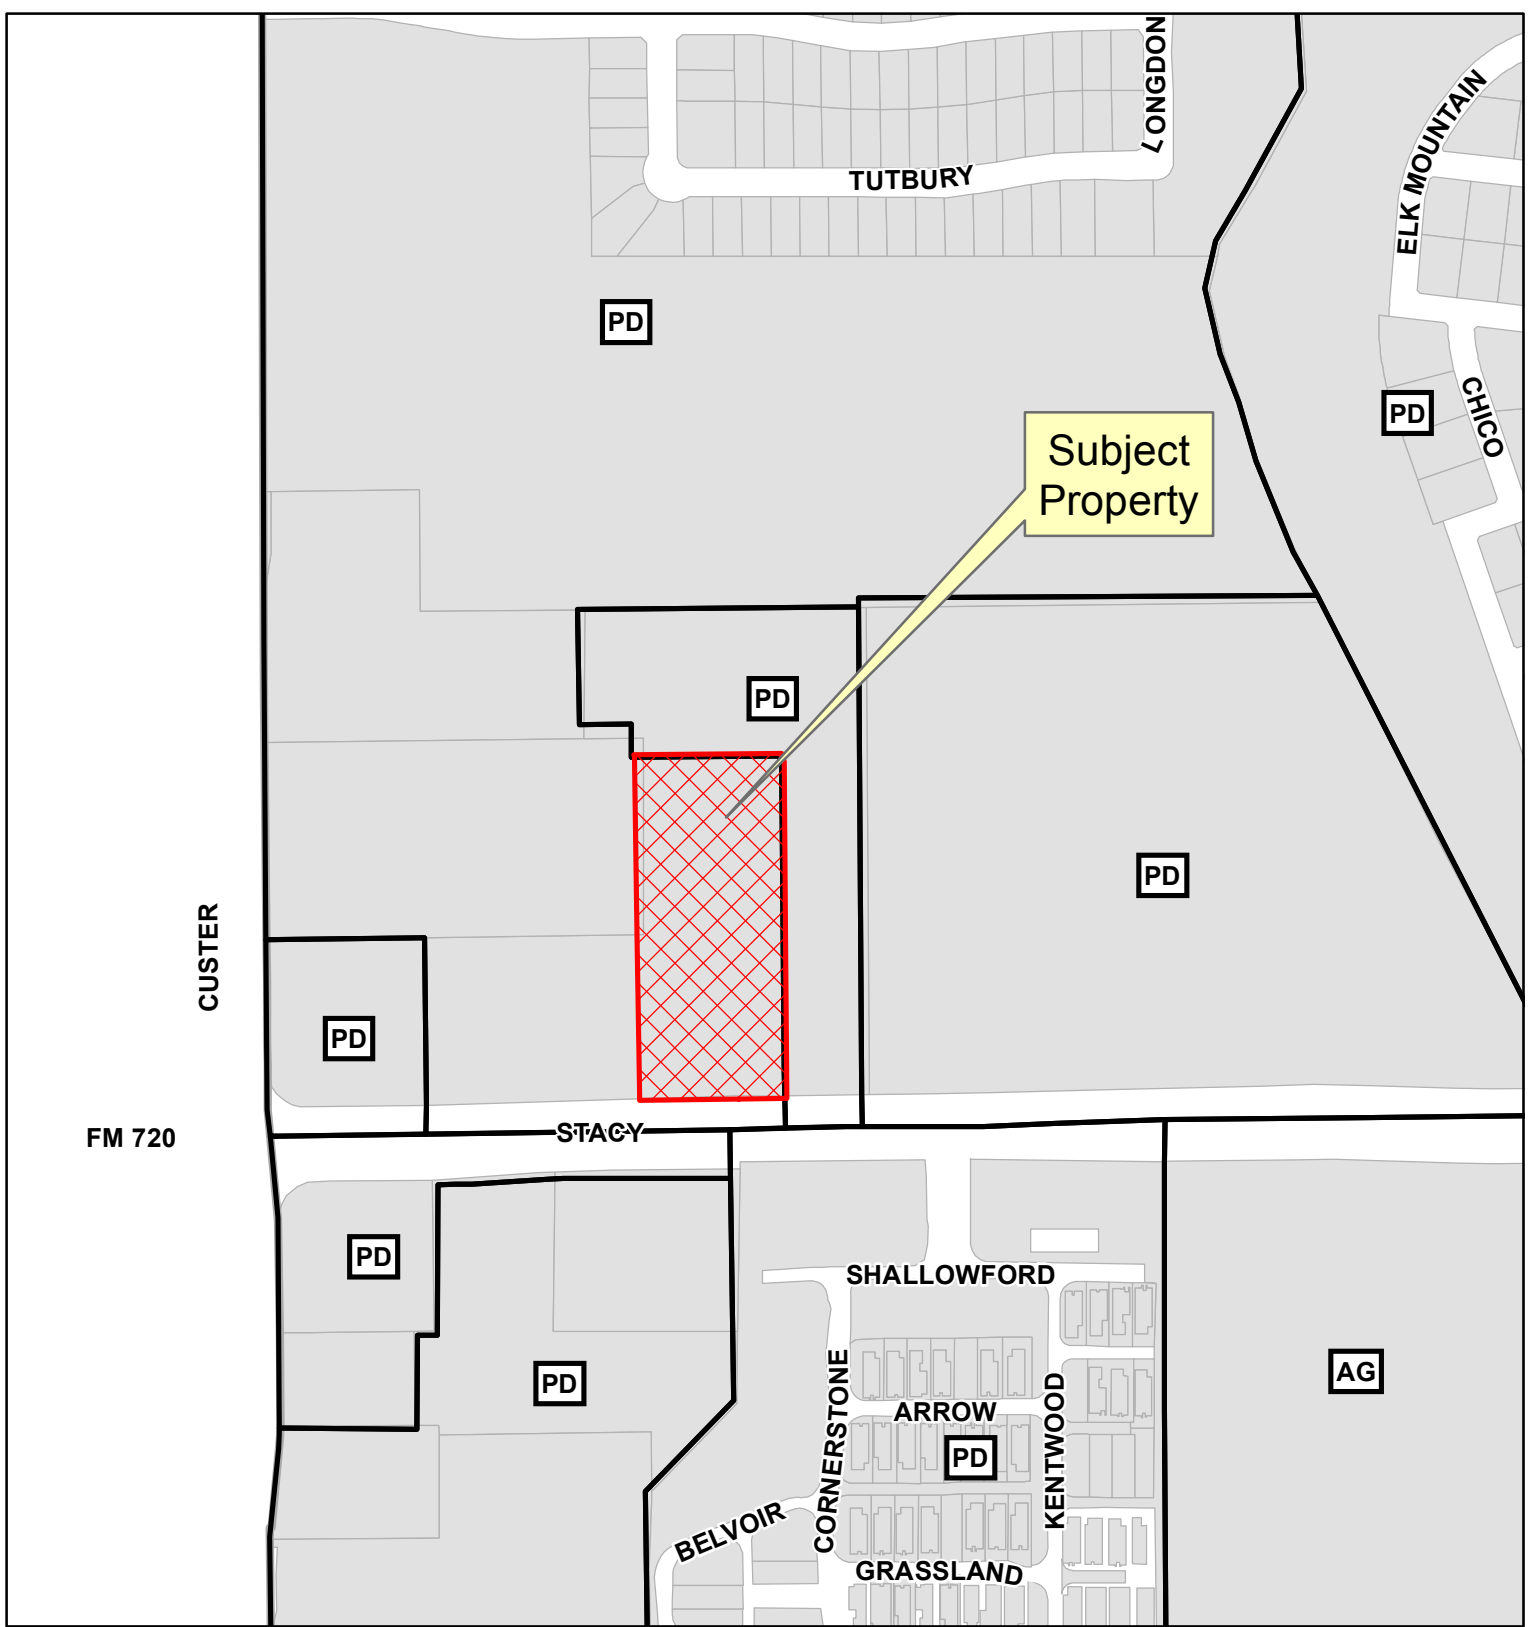 LONGDON
ELK MOUNTAIN
TUTBURY
PD
PD
CHICO
Subject
Property
PD
PD
CUSTER
PD
FM 720
STACY
PD
SHALLOWFORD
PD
CORNERSTONE
KENTWOOD
AG
ARROW
PD
BELVOIR
GRASSLAND